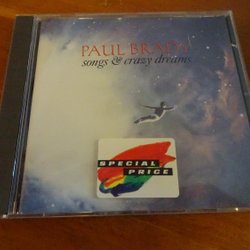 PAUL BRADY
songs & crazy dreams
SPECIAL
PRICE